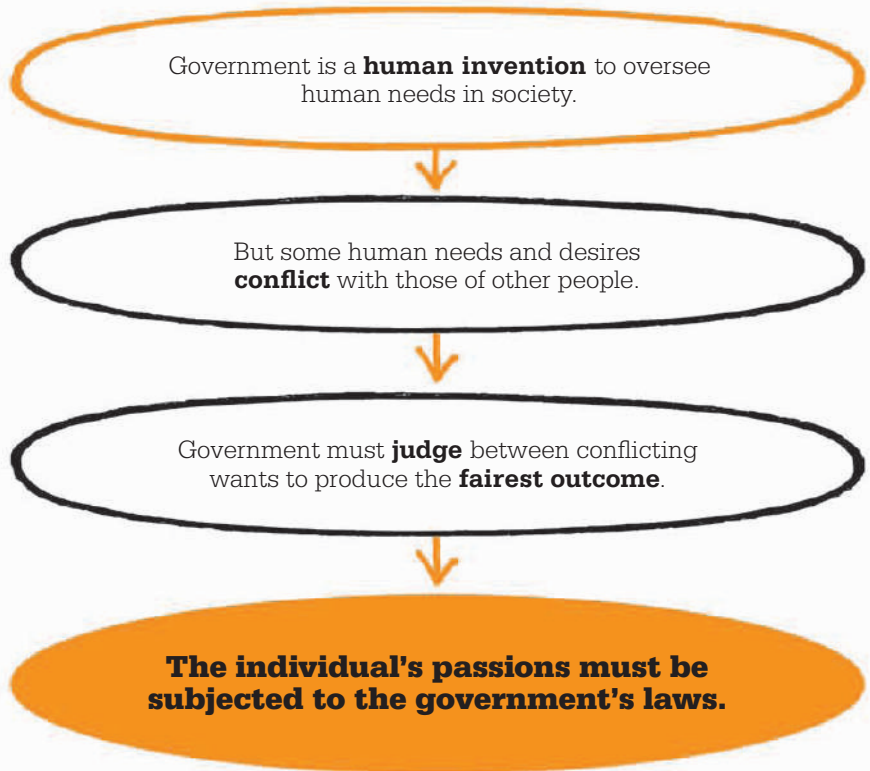 Government is a human invention to oversee
human needs in society.
But some human needs and desires
conflict with those of other people.
Government must judge between conflicting
wants to produce the fairest outcome.
The individual’s passions must be
subjected to the government’s laws.